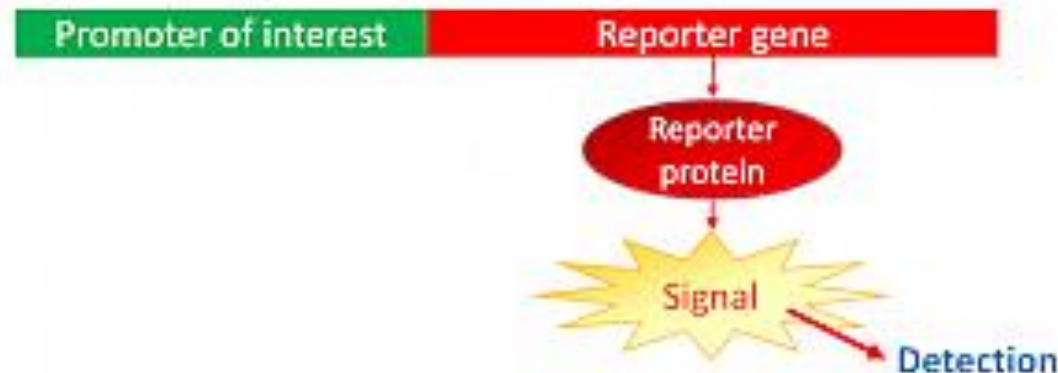 Promoter of interest Reporter gene
Reporter
protein
Signal
Detection